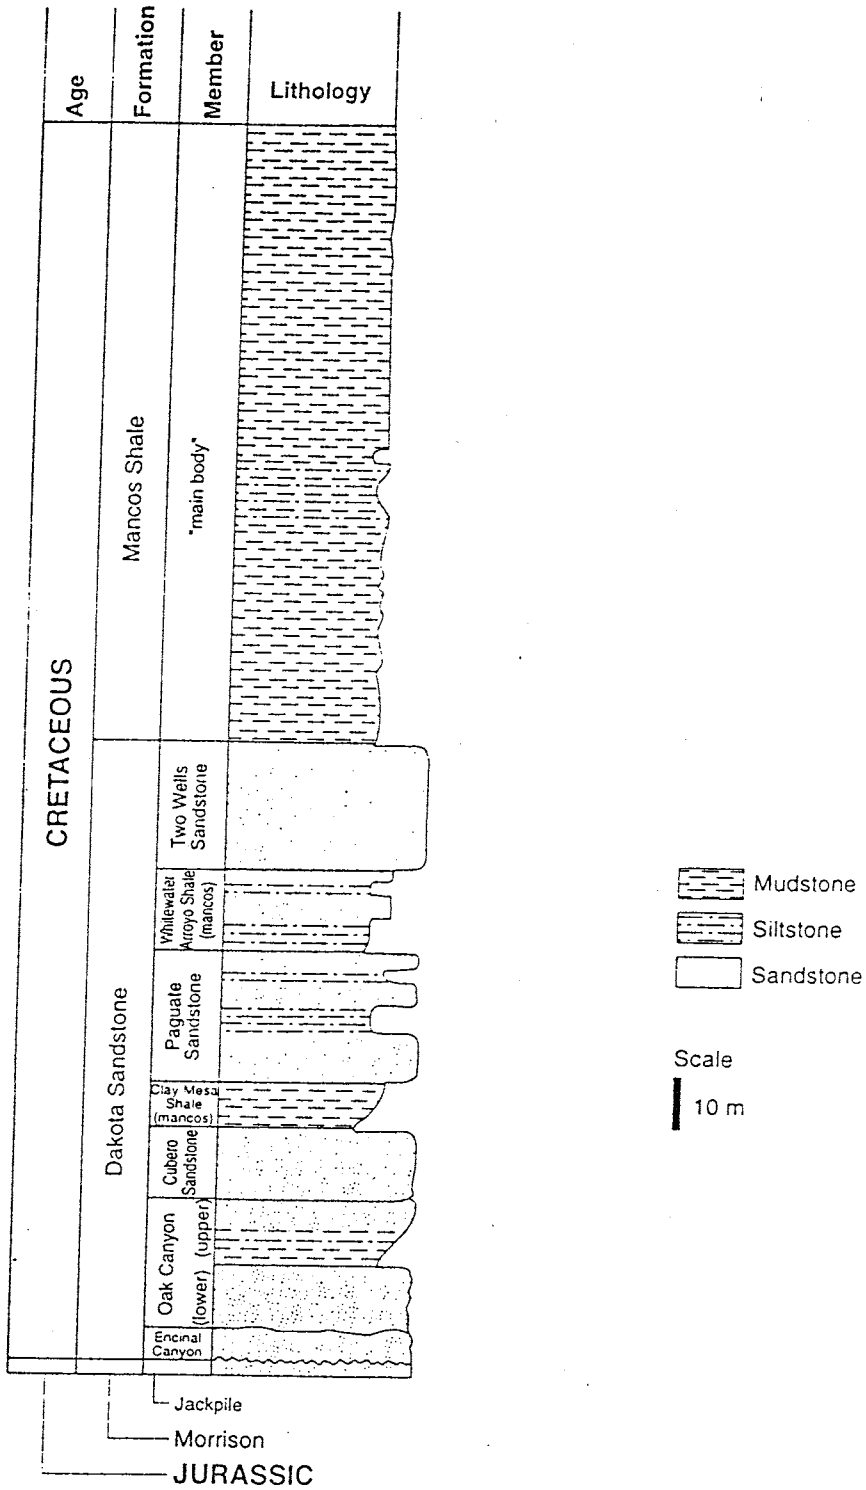 Age
Formation
Member
Lithology
CRETACEOUS
Mancos Shale
"main body"
Dakota Sandstone
Two Wells
Sandstone
Whitewater
Arroyo Shale
(mancos)
Paguate
Sandstone
Clay Mesa
Shale
(mancos)
Cubero
Sandstone
Oak Canyon
(lower) (upper)
Encinal
Canyon
Jackpile
Morrison
JURASSIC
Mudstone
Siltstone
Sandstone
Scale
10 m